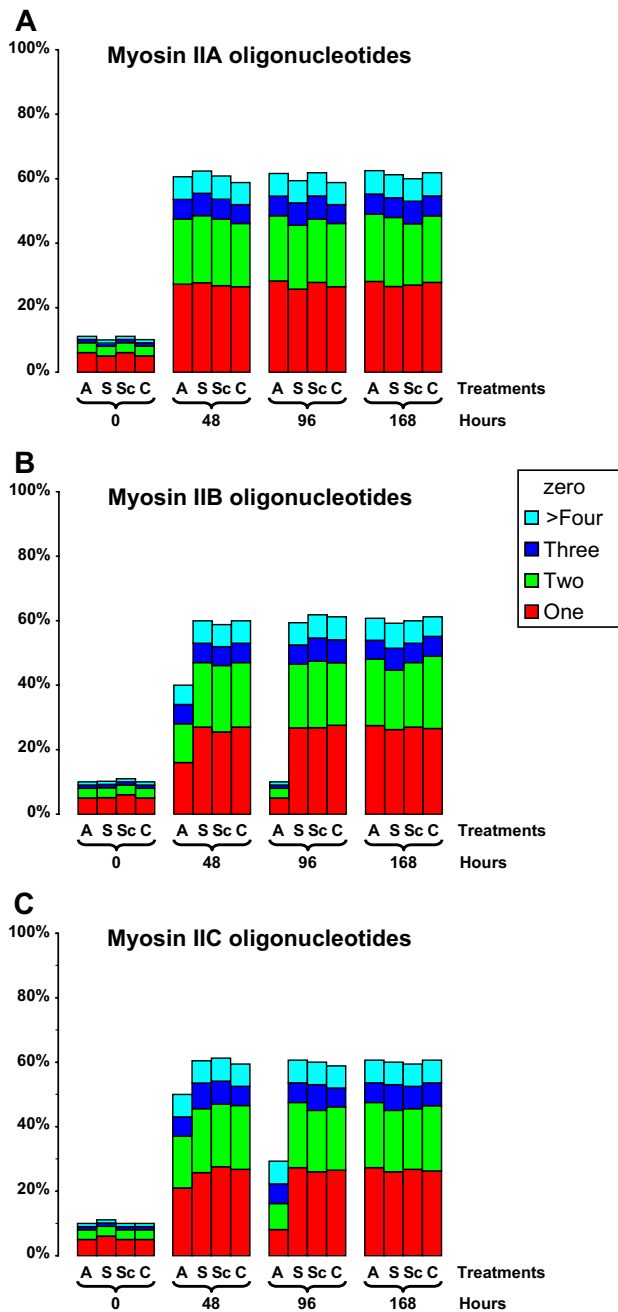 A
Myosin IIA oligonucleotides
100%
80%
60%
40%
20%
0%
A S Sc C A S Sc C A S Sc C A S Sc C Treatments
0 48 96 168 Hours
B
Myosin IIB oligonucleotides
100%
80%
60%
40%
20%
0%
A S Sc C A S Sc C A S Sc C A S Sc C Treatments
0 48 96 168 Hours
zero
>Four
Three
Two
One
C
Myosin IIC oligonucleotides
100%
80%
60%
40%
20%
0%
A S Sc C A S Sc C A S Sc C A S Sc C Treatments
0 48 96 168 Hours